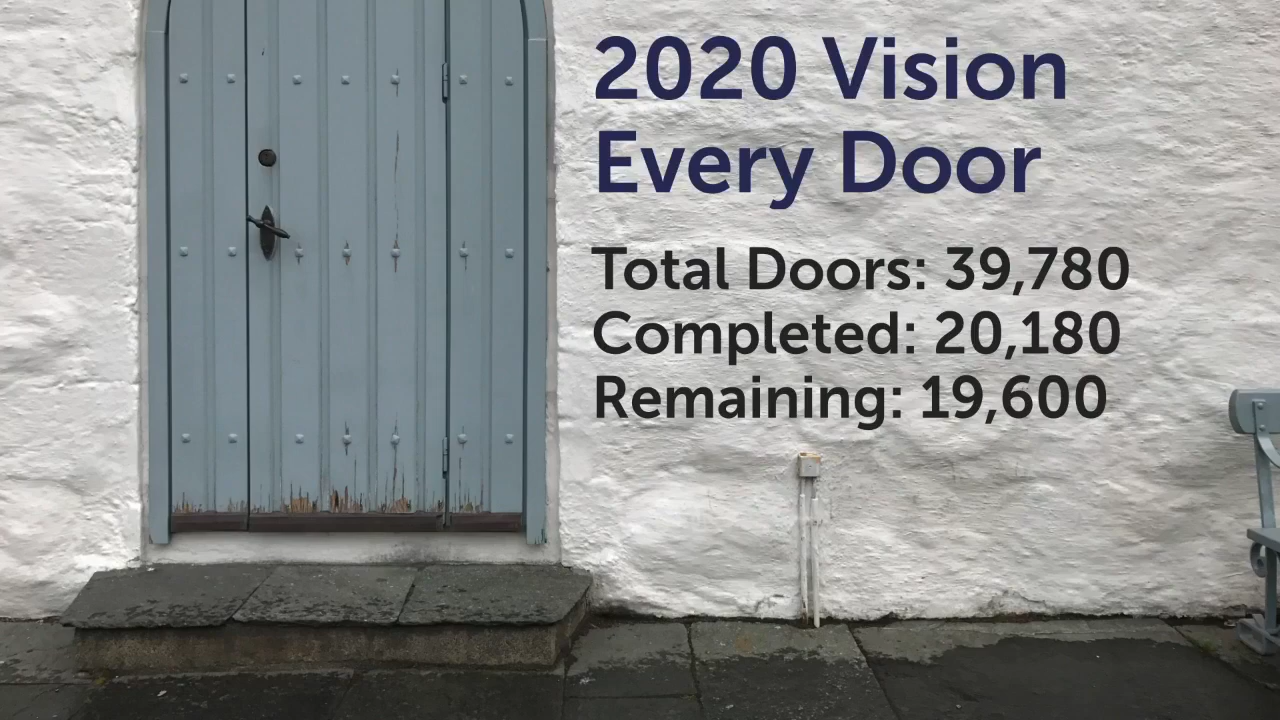 2020 Vision
Every Door
Total Doors: 39,780
Completed: 20,180
Remaining: 19,600